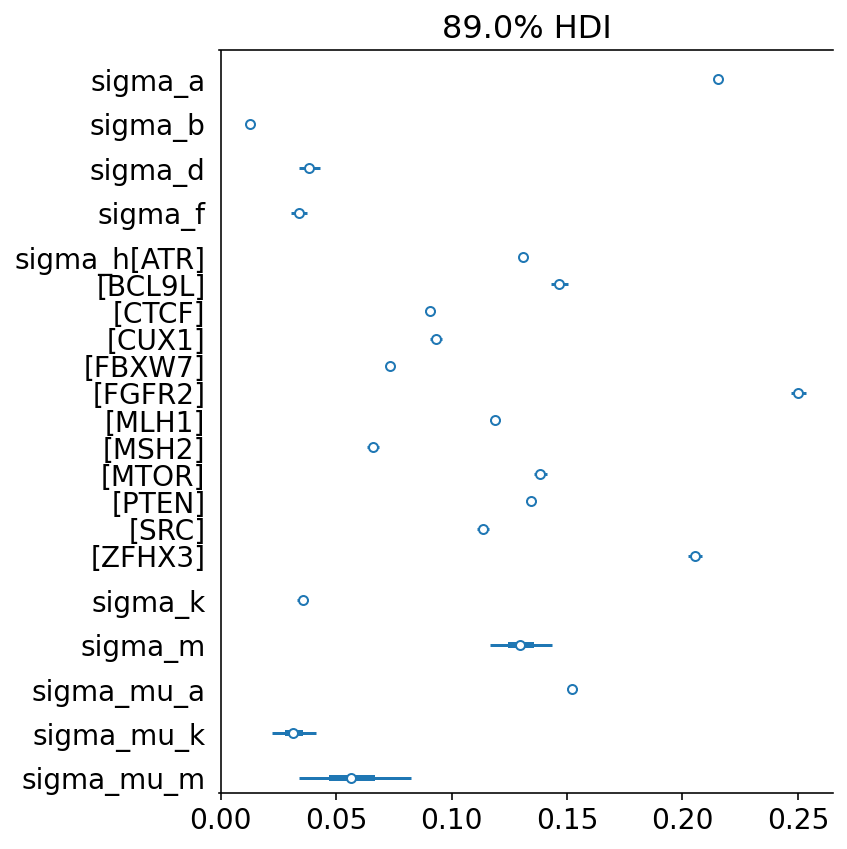 89.0% HDI
sigma_a
sigma_b
sigma_d
sigma_f
sigma_h[ATR]
[BCL9L]
[CTCF]
[CUX1]
[FBXW7]
[FGFR2]
[MLH1]
[MSH2]
[MTOR]
[PTEN]
[SRC]
[ZFHX3]
sigma_k
sigma_m
sigma_mu_a
sigma_mu_k
sigma_mu_m
0.00 0.05 0.10 0.15 0.20 0.25